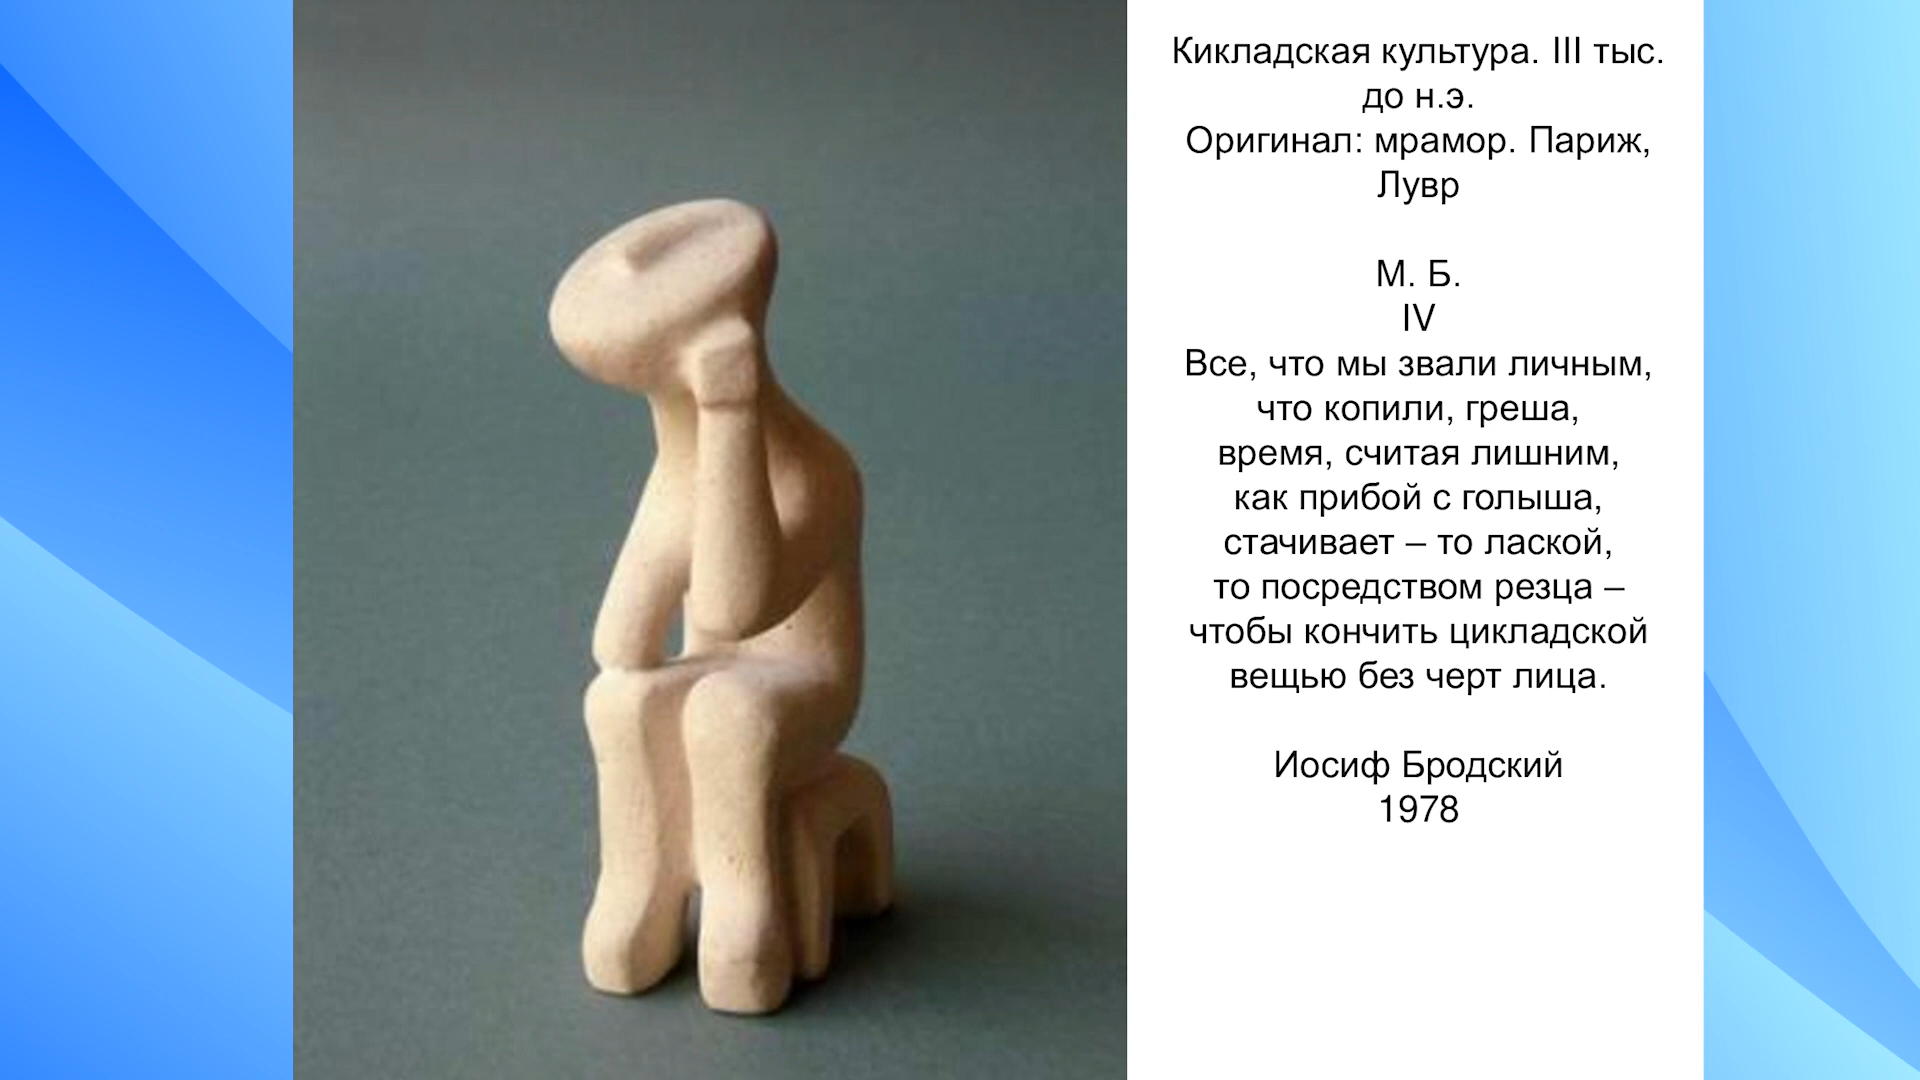 Кикладская культура. III тыс.
до н.э.
Оригинал: мрамор. Париж,
Лувр
М. Б.
IV
Все, что мы звали личным,
что копили, греша,
время, считая лишним,
как прибой с голыша,
стачивает – то лаской,
то посредством резца –
чтобы кончить цикладской
вещью без черт лица.
Иосиф Бродский
1978